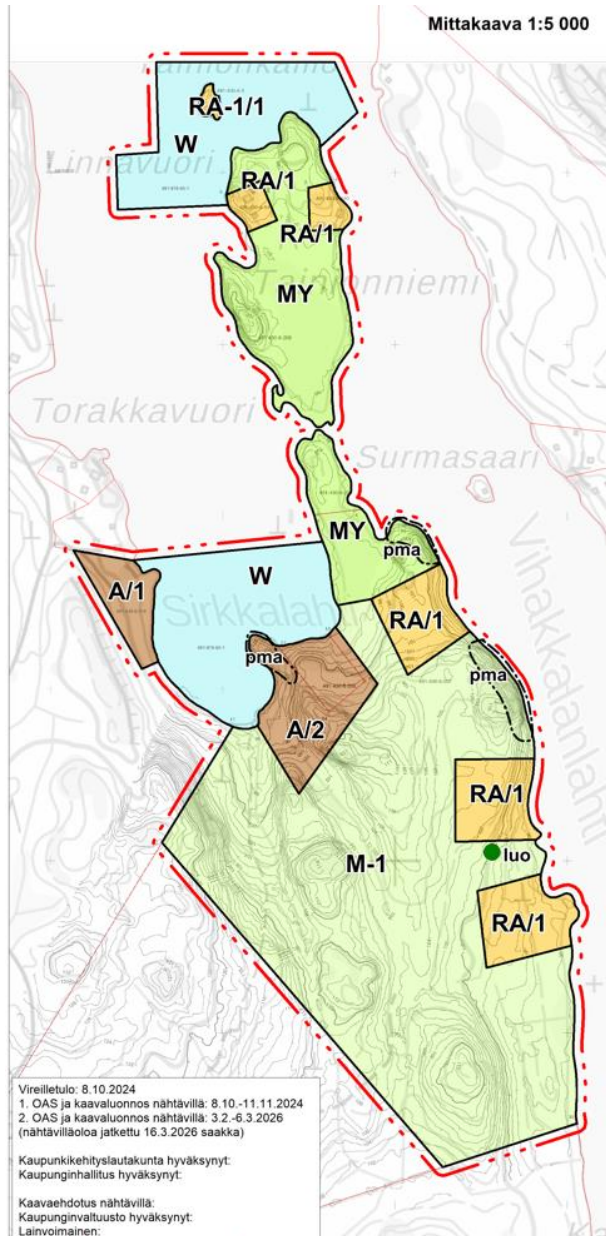 Mittakaava 1:5 000
RA-1/1
W
Linnavuori
RA/1
RA/1
Tainionniemi
MY
Torakkavuori
Surmasaari
MY
pma
W
A/1
Sirkkalahti
RA/1
Vihakkalalahti
pma
pma
A/2
RA/1
M-1
luo
RA/1
Vireilletulo: 8.10.2024
1. OAS ja kaavaluonnos nähtävillä: 8.10.-11.11.2024
2. OAS ja kaavaluonnos nähtävillä: 3.2.-6.3.2026
(nähtävilläoloa jatkettu 16.3.2026 saakka)
Kaupunkikehityslautakunta hyväksynyt:
Kaupunginhallitus hyväksynyt:
Kaavaehdotus nähtävillä:
Kaupunginvaltuusto hyväksynyt:
Lainvoimainen: